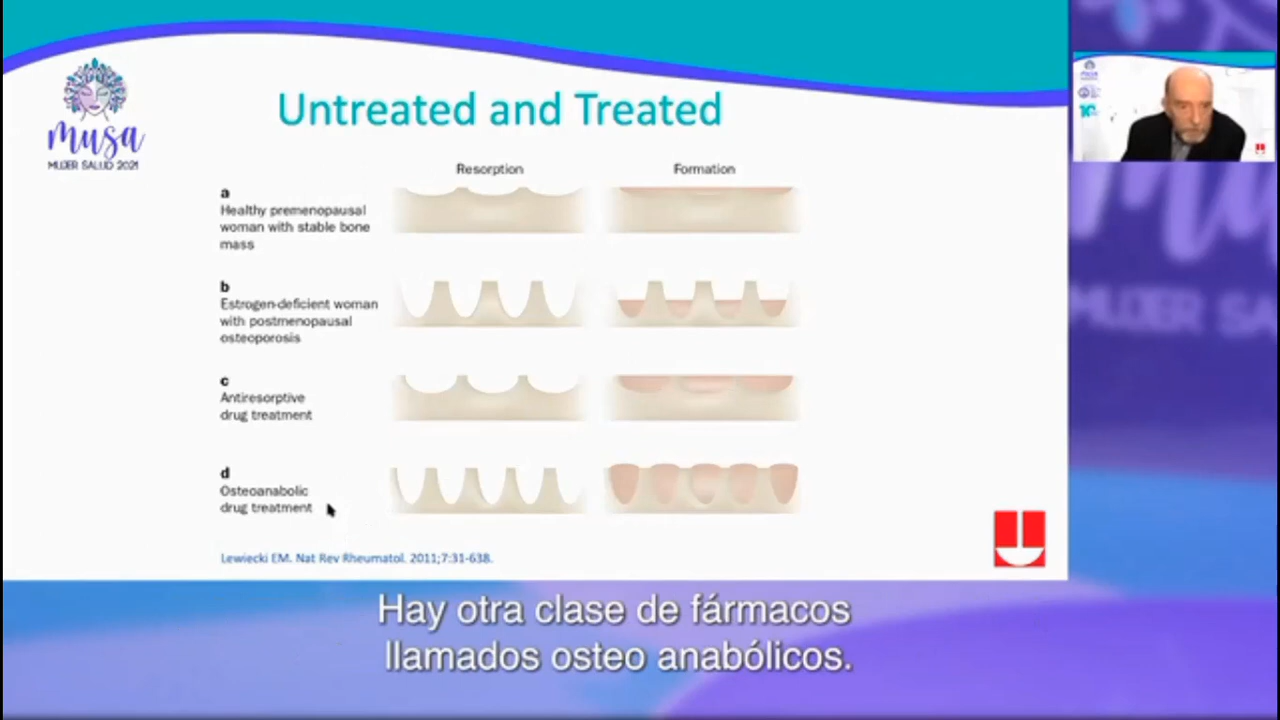 musa
MUJER SALUD 2021
Untreated and Treated
Resorption
Formation
a
Healthy premenopausal
woman with stable bone
mass
b
Estrogen-deficient woman
with postmenopausal
osteoporosis
c
Antiresorptive
drug treatment
d
Osteoanabolic
drug treatment
Lewiecki EM. Nat Rev Rheumatol. 2011;7:31-638.
MUJER SA
Hay otra clase de fármacos
llamados osteo anabólicos.